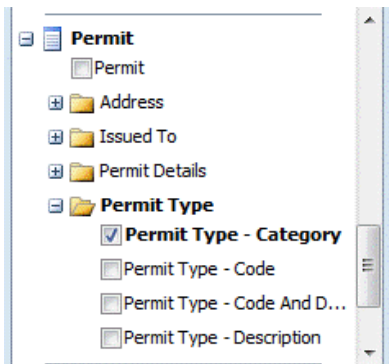 Permit
Permit
Address
Issued To
Permit Details
Permit Type
Permit Type - Category
Permit Type - Code
Permit Type - Code And D...
Permit Type - Description